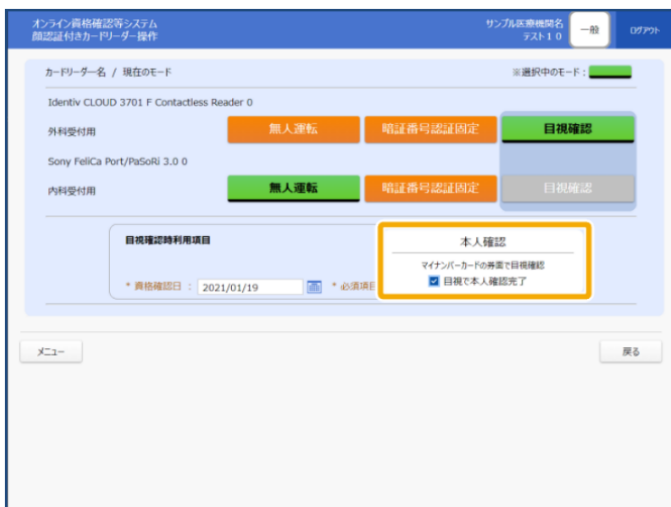 オンライン資格確認等システム
顔認証付きカードリーダー操作
サンプル医療機関名
テスト10
一般
ログアウト
カードリーダー名 / 現在のモード
※選択中のモード:
Identiv CLOUD 3701 F Contactless Reader 0
外科受付用
無人運転
暗証番号認証固定
目視確認
Sony FeliCa Port/PaSoRi 3.0 0
内科受付用
無人運転
暗証番号認証固定
目視確認
目視確認時利用項目
* 資格確認日 : 2021/01/19
* 必須項目
本人確認
マイナンバーカードの券面で目視確認
目視で本人確認完了
メニュー
戻る